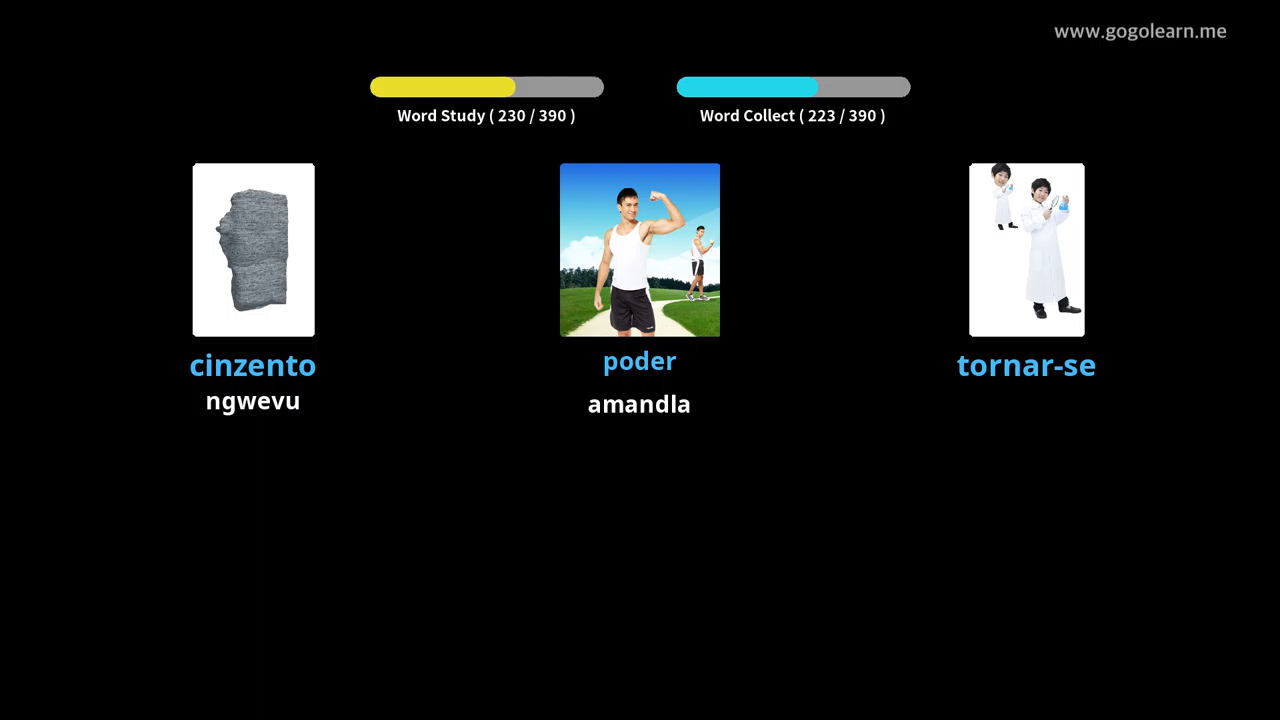 www.gogolearn.me
Word Study ( 230 / 390 )
Word Collect ( 223 / 390 )
cinzento
ngwevu
poder
amandla
tornar-se